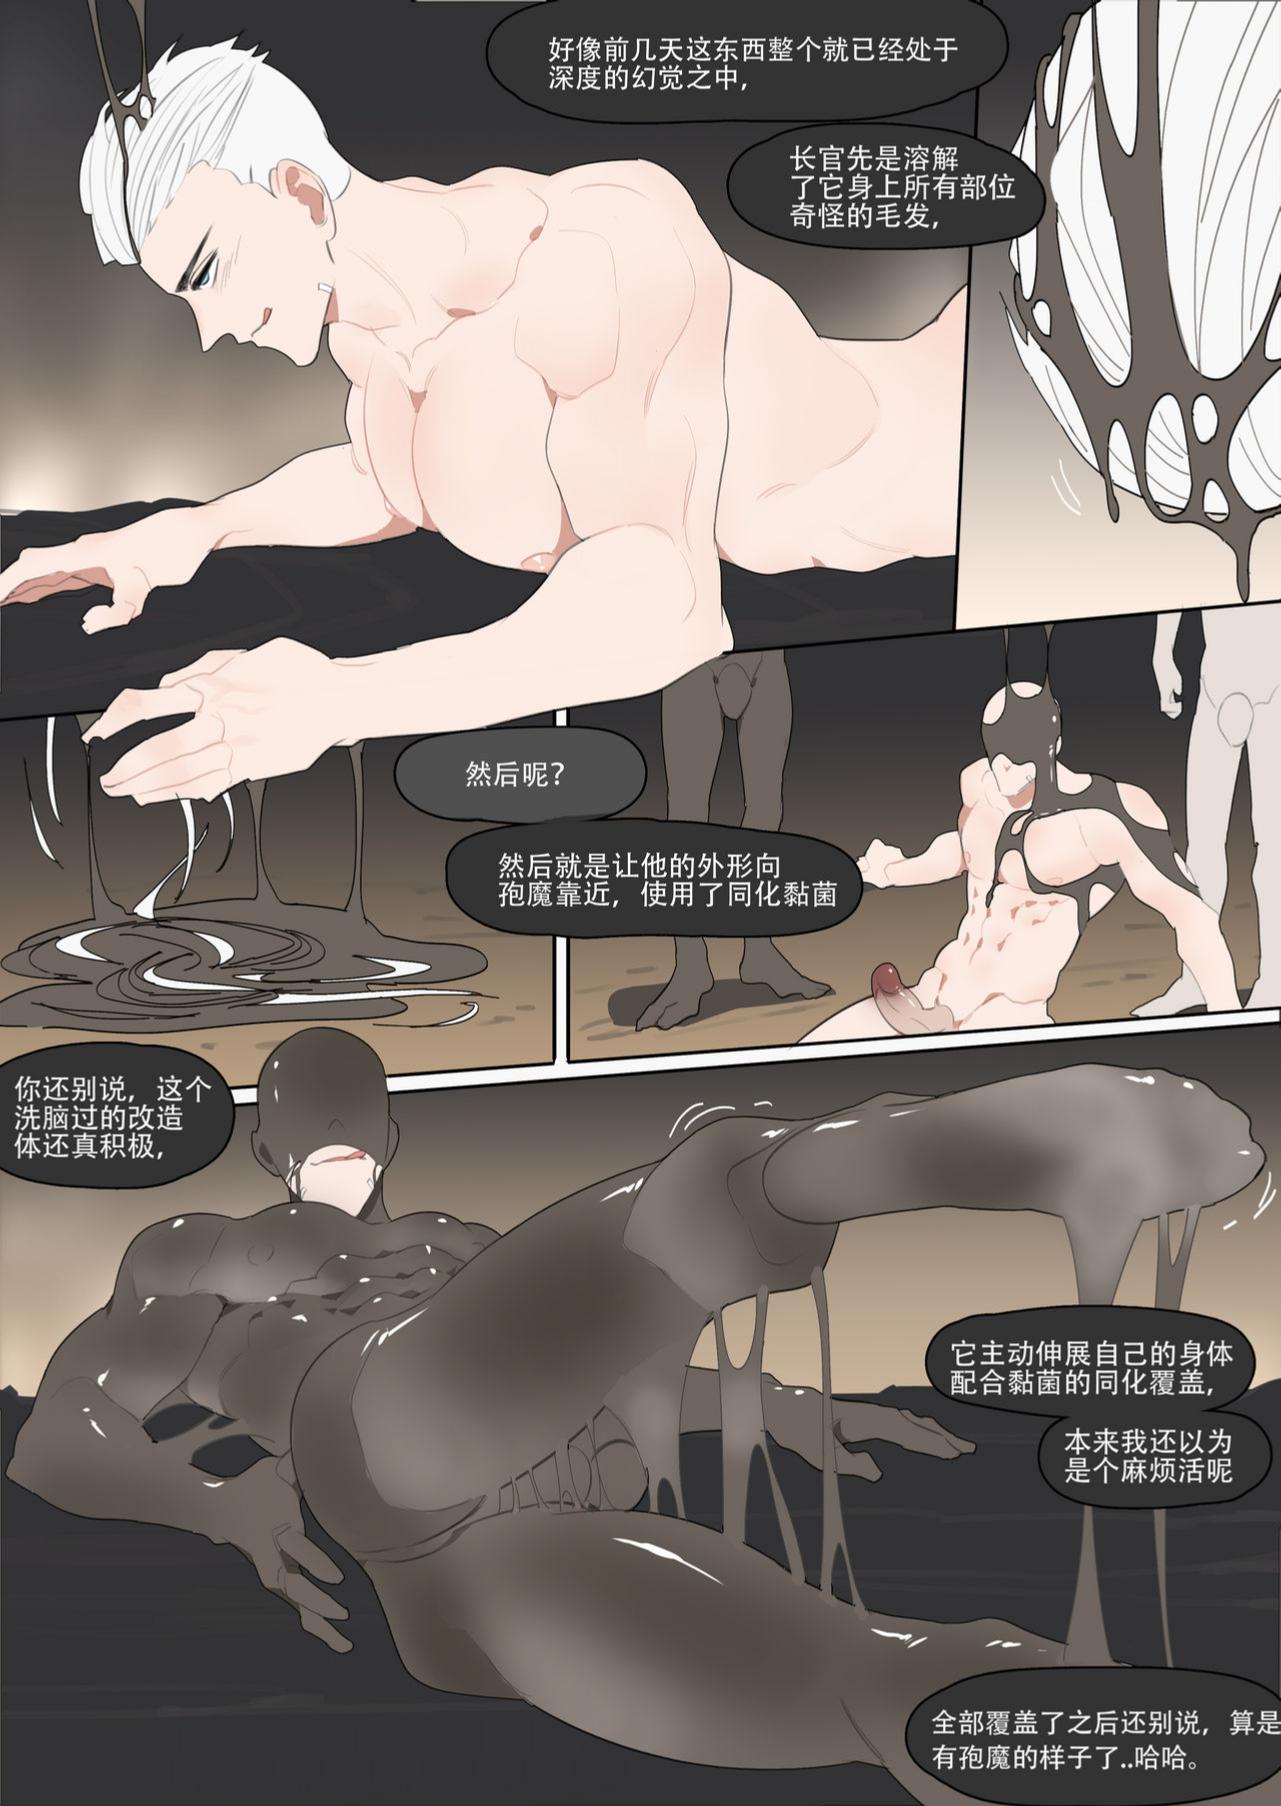 好像前几天这东西整个就已经处于
深度的幻觉之中，
长官先是溶解
了它身上所有部位
奇怪的毛发，
然后呢？
然后就是让他的外形向
孢魔靠近，使用了同化黏菌
你还别说，这个
洗脑过的改造
体还真积极，
它主动伸展自己的身体
配合黏菌的同化覆盖，
本来我还以为
是个麻烦活呢
全部覆盖了之后还别说，算是
有孢魔的样子了..哈哈。